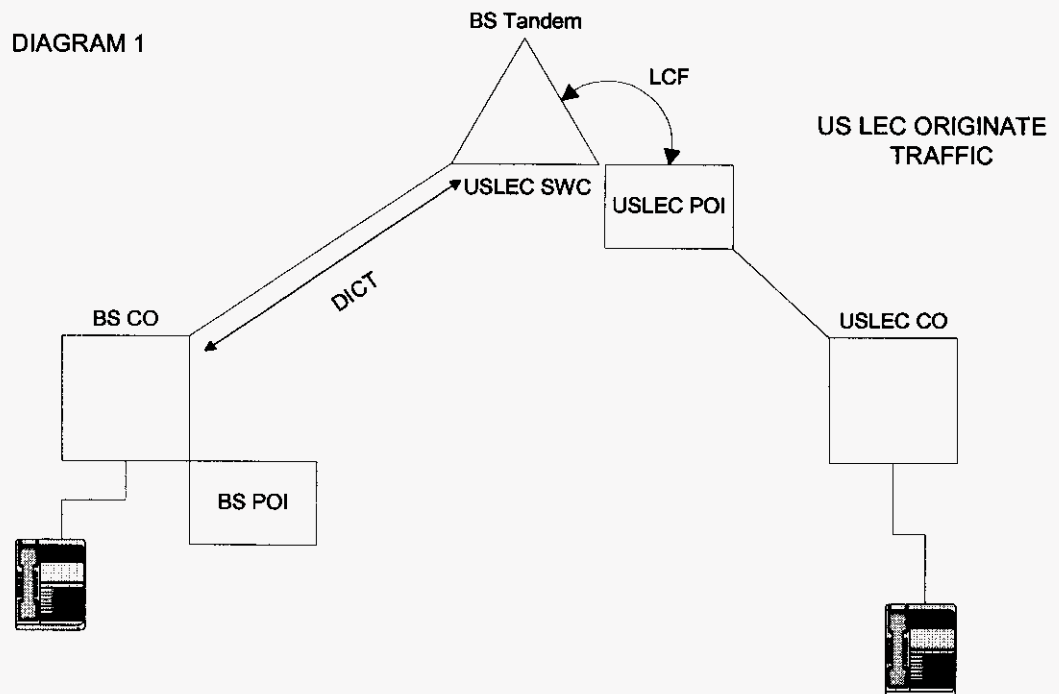 DIAGRAM 1
BS Tandem
LCF
US LEC ORIGINATE
TRAFFIC
USLEC SWC
USLEC POI
DICT
BS CO
USLEC CO
BS POI